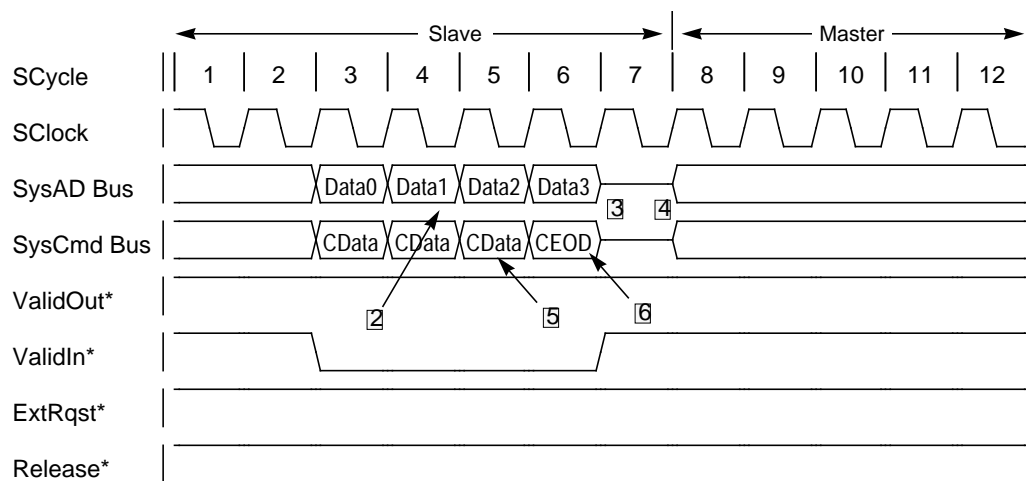 Slave Master
SCycle 1 2 3 4 5 6 7 8 9 10 11 12
SClock
SysAD Bus Data0 Data1 Data2 Data3
3 4
SysCmd Bus CData CData CData CEOD
ValidOut*
2 5 6
ValidIn*
ExtRqst*
Release*